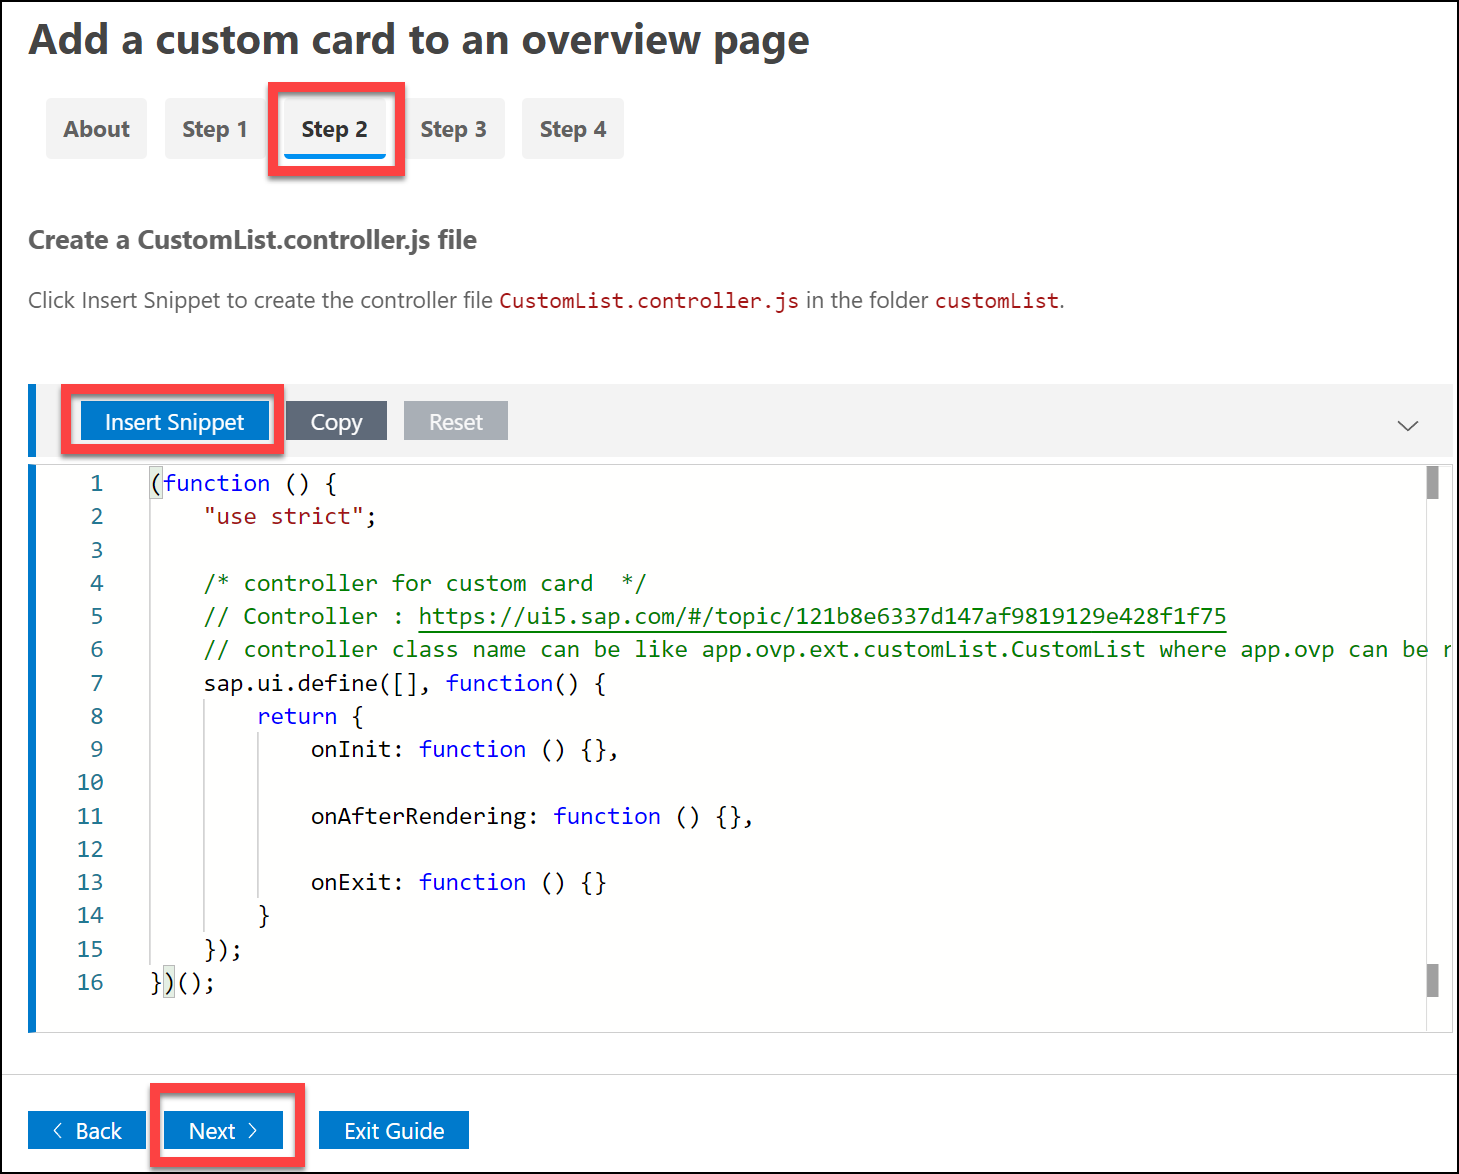 Add a custom card to an overview page
About Step 1 Step 2 Step 3 Step 4
Create a CustomList.controller.js file
Click Insert Snippet to create the controller file CustomList.controller.js in the folder customList.
Insert Snippet Copy Reset
1 (function () {
2 "use strict";
3
4 /* controller for custom card  */
5 // Controller : https://ui5.sap.com/#/topic/121b8e6337d147af9819129e428f1f75
6 // controller class name can be like app.ovp.ext.customList.CustomList where app.ovp can be r
7 sap.ui.define([], function() {
8 return {
9 onInit: function () {},
10
11 onAfterRendering: function () {},
12
13 onExit: function () {}
14 }
15 });
16 })();
Back Next Exit Guide